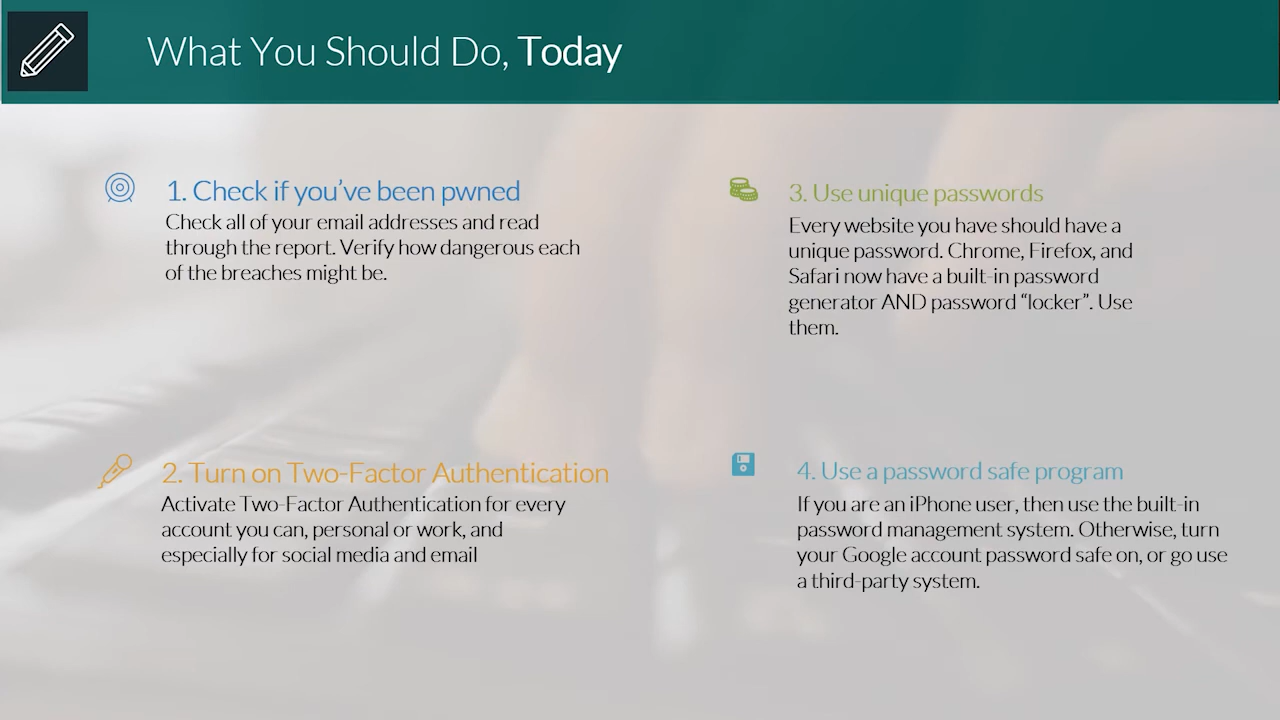 What You Should Do, Today
1. Check if you’ve been pwned
Check all of your email addresses and read
through the report. Verify how dangerous each
of the breaches might be.
2. Turn on Two-Factor Authentication
Activate Two-Factor Authentication for every
account you can, personal or work, and
especially for social media and email
3. Use unique passwords
Every website you have should have a
unique password. Chrome, Firefox, and
Safari now have a built-in password
generator AND password “locker”. Use
them.
4. Use a password safe program
If you are an iPhone user, then use the built-in
password management system. Otherwise, turn
your Google account password safe on, or go use
a third-party system.